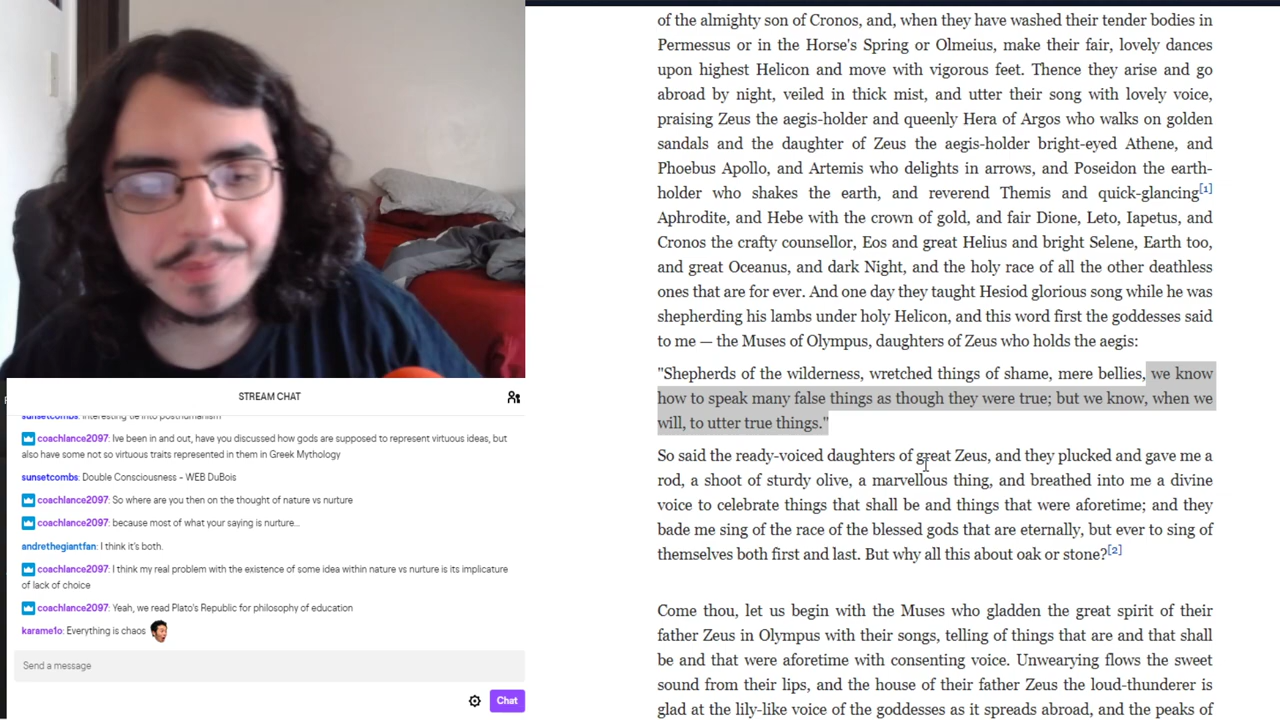 STREAM CHAT
sunsetcombs: interesting tie into posthumanism
coachlance2097: Ive been in and out, have you discussed how gods are supposed to represent virtuous ideas, but
also have some not so virtuous traits represented in them in Greek Mythology
sunsetcombs: Double Consciousness - WEB DuBois
coachlance2097: So where are you then on the thought of nature vs nurture
coachlance2097: because most of what your saying is nurture...
andrethegiantfan: I think it's both.
coachlance2097: I think my real problem with the existence of some idea within nature vs nurture is its implicature
of lack of choice
coachlance2097: Yeah, we read Plato's Republic for philosophy of education
karame1o: Everything is chaos
Send a message
Chat
of the almighty son of Cronos, and, when they have washed their tender bodies in
Permessus or in the Horse's Spring or Olmeius, make their fair, lovely dances
upon highest Helicon and move with vigorous feet. Thence they arise and go
abroad by night, veiled in thick mist, and utter their song with lovely voice,
praising Zeus the aegis-holder and queenly Hera of Argos who walks on golden
sandals and the daughter of Zeus the aegis-holder bright-eyed Athene, and
Phoebus Apollo, and Artemis who delights in arrows, and Poseidon the earth-
holder who shakes the earth, and reverend Themis and quick-glancing[1]
Aphrodite, and Hebe with the crown of gold, and fair Dione, Leto, Iapetus, and
Cronos the crafty counsellor, Eos and great Helius and bright Selene, Earth too,
and great Oceanus, and dark Night, and the holy race of all the other deathless
ones that are for ever. And one day they taught Hesiod glorious song while he was
shepherding his lambs under holy Helicon, and this word first the goddesses said
to me — the Muses of Olympus, daughters of Zeus who holds the aegis:
"Shepherds of the wilderness, wretched things of shame, mere bellies, we know
how to speak many false things as though they were true; but we know, when we
will, to utter true things."
So said the ready-voiced daughters of great Zeus, and they plucked and gave me a
rod, a shoot of sturdy olive, a marvellous thing, and breathed into me a divine
voice to celebrate things that shall be and things that were aforetime; and they
bade me sing of the race of the blessed gods that are eternally, but ever to sing of
themselves both first and last. But why all this about oak or stone?[2]
Come thou, let us begin with the Muses who gladden the great spirit of their
father Zeus in Olympus with their songs, telling of things that are and that shall
be and that were aforetime with consenting voice. Unwearying flows the sweet
sound from their lips, and the house of their father Zeus the loud-thunderer is
glad at the lily-like voice of the goddesses as it spreads abroad, and the peaks of